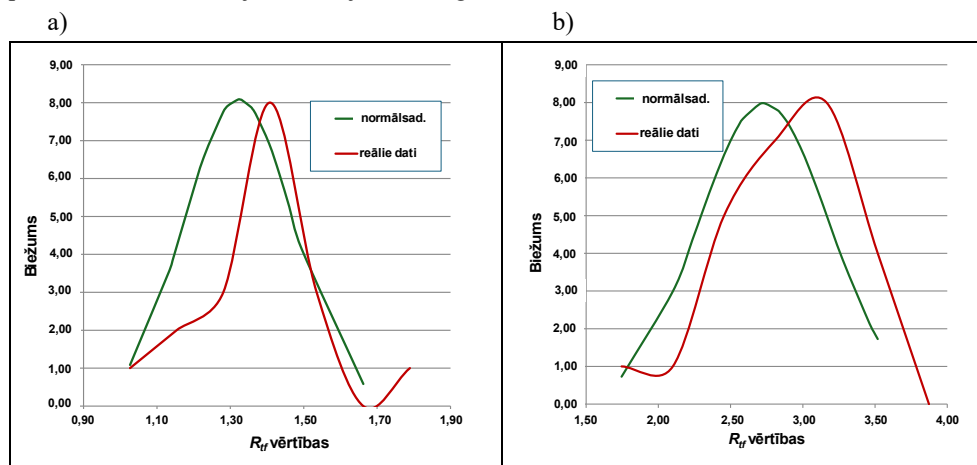 a) b)
9,00
8,00
7,00
6,00
5,00
4,00
3,00
2,00
1,00
0,00
Biežums
normālsad.
reālie dati
0,90 1,10 1,30 1,50 1,70 1,90
Rtf vērtības
9,00
8,00
7,00
6,00
5,00
4,00
3,00
2,00
1,00
0,00
Biežums
normālsad.
reālie dati
1,50 2,00 2,50 3,00 3,50 4,00
Rtf vērtības